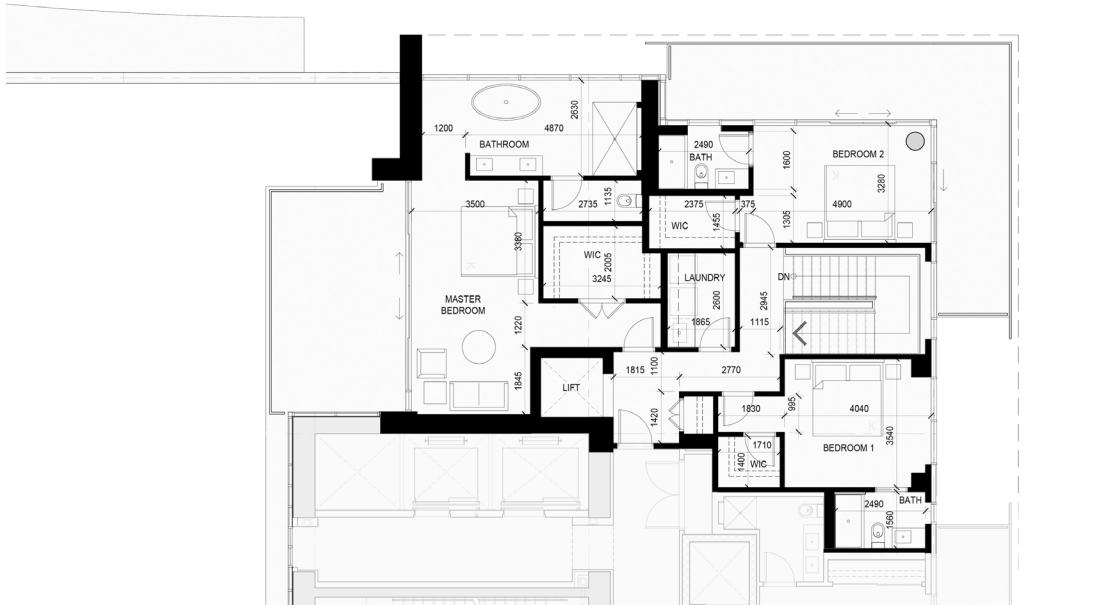 2630
1200
4870
BATHROOM
2490
BATH
1600
BEDROOM 2
3280
4900
3500
2735
1135
2375
375
1305
WIC
1455
3380
WIC
2005
3245
LAUNDRY
2600
1865
DN
2945
1115
MASTER
BEDROOM
1220
1845
LIFT
1815
1100
2770
1420
1830
995
4040
3540
BEDROOM 1
1710
1400
WIC
2490
BATH
1560